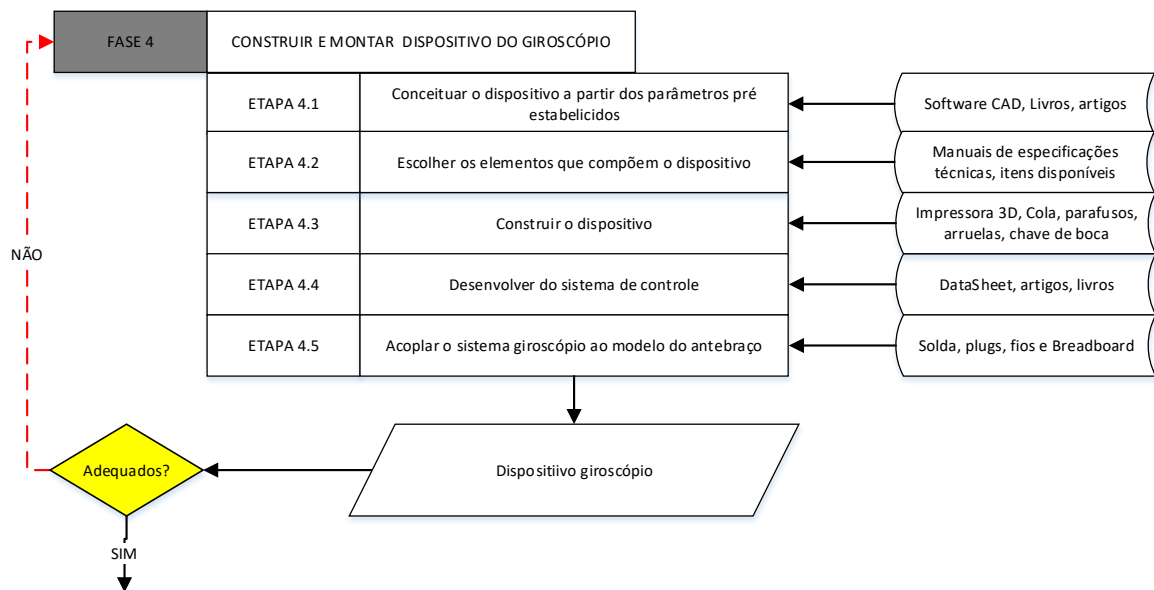 FASE 4
CONSTRUIR E MONTAR DISPOSITIVO DO GIROSCÓPIO
ETAPA 4.1
Conceituar o dispositivo a partir dos parâmetros pré
estabelicidos
Software CAD, Livros, artigos
ETAPA 4.2
Escolher os elementos que compõem o dispositivo
Manuais de especificações
técnicas, itens disponíveis
ETAPA 4.3
Construir o dispositivo
Impressora 3D, Cola, parafusos,
arruelas, chave de boca
NÃO
ETAPA 4.4
Desenvolver do sistema de controle
DataSheet, artigos, livros
ETAPA 4.5
Acoplar o sistema giroscópio ao modelo do antebraço
Solda, plugs, fios e Breadboard
Adequados?
Dispositiivo giroscópio
SIM